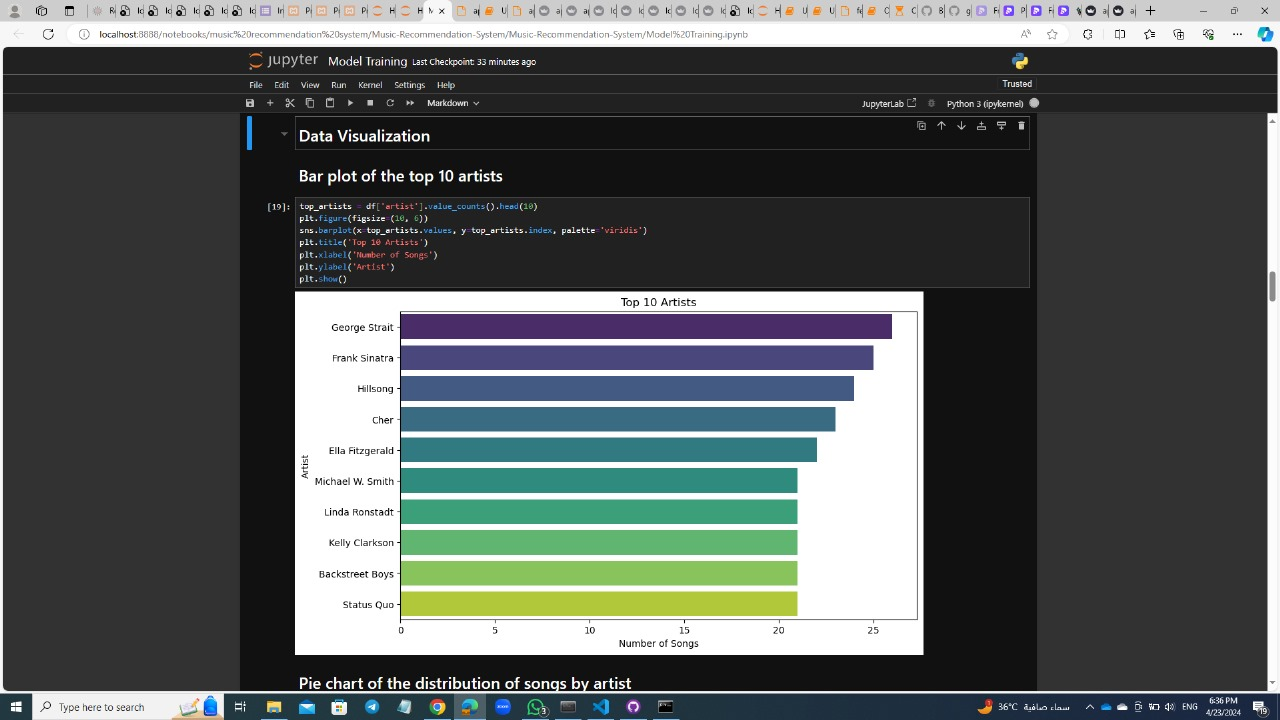 localhost:8888/notebooks/music%20recommendation%20system/Music-Recommendation-System/Music-Recommendation-System/Model%20Training.ipynb
jupyter Model Training Last Checkpoint: 33 minutes ago
File Edit View Run Kernel Settings Help Trusted
Markdown JupyterLab Python 3 (ipykernel)
Data Visualization
Bar plot of the top 10 artists
[19]: top_artists = df['artist'].value_counts().head(10)
plt.figure(figsize=(10, 6))
sns.barplot(x=top_artists.values, y=top_artists.index, palette='viridis')
plt.title('Top 10 Artists')
plt.xlabel('Number of Songs')
plt.ylabel('Artist')
plt.show()
Top 10 Artists
George Strait
Frank Sinatra
Hillsong
Cher
Ella Fitzgerald
Artist
Michael W. Smith
Linda Ronstadt
Kelly Clarkson
Backstreet Boys
Status Quo
0 5 10 15 20 25
Number of Songs
Pie chart of the distribution of songs by artist
Type here to search
3
36°C سماء صافية
ENG
6:36 PM
4/23/2024
19